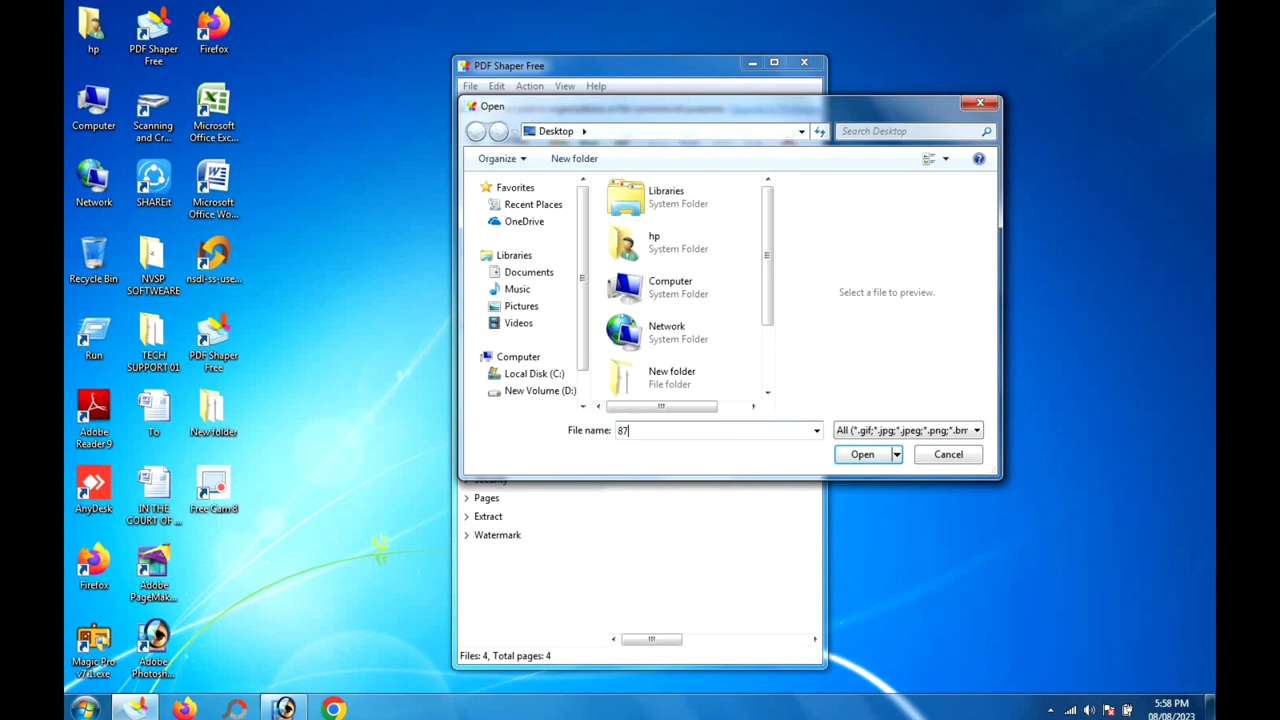 hp
PDF Shaper
Free
Firefox
Computer
Scanning
and Cr...
Microsoft
Office Exc...
Network
SHAREit
Microsoft
Office Wo...
Recycle Bin
NVSP
SOFTWEARE
nsdl-ss-use...
Run
TECH
SUPPORT 01
PDF Shaper
Free
Adobe
Reader 9
To
New folder
AnyDesk
IN THE
COURT OF ...
Free Cam 8
Firefox
Adobe
PageMak...
Magic Pro
v7.1.exe
Adobe
Photosh...
PDF Shaper Free
File Edit Action View Help
Open
Desktop
Search Desktop
Organize
New folder
Favorites
Recent Places
OneDrive
Libraries
Documents
Music
Pictures
Videos
Computer
Local Disk (C:)
New Volume (D:)
Libraries
System Folder
hp
System Folder
Computer
System Folder
Network
System Folder
New folder
File folder
Select a file to preview.
File name: 87
All (*.gif;*.jpg;*.jpeg;*.png;*.bm
Open
Cancel
Security
Pages
Extract
Watermark
Files: 4, Total pages: 4
5:58 PM
08/08/2023